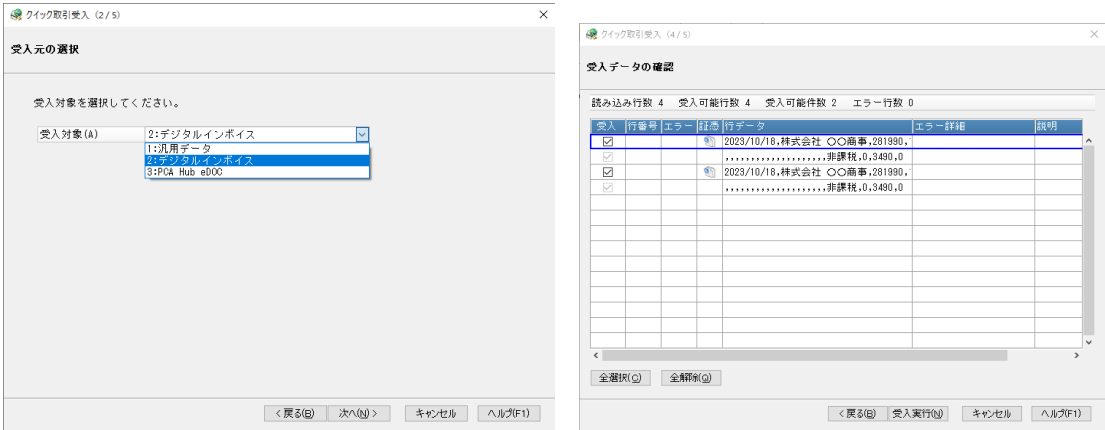 クイック取引受入 (2/5)
受入元の選択
受入対象を選択してください。
受入対象(A) 2:デジタルインボイス
1:汎用データ
2:デジタルインボイス
3:PCA Hub eDOC
<戻る(B) 次へ(N)> キャンセル ヘルプ(F1)
クイック取引受入 (4/5)
受入データの確認
読み込み行数 4 受入可能行数 4 受入可能件数 2 エラー行数 0
受入 行番号 エラー 証憑 行データ エラー詳細 説明
2023/10/18,株式会社 〇〇商事,281990,
,,,,,,,,,,,,,,,,,,,,非課税,0,3490,0
2023/10/18,株式会社 〇〇商事,281990,
,,,,,,,,,,,,,,,,,,,,非課税,0,3490,0
全選択(C) 全解除(Q)
<戻る(B) 受入実行(N) キャンセル ヘルプ(F1)